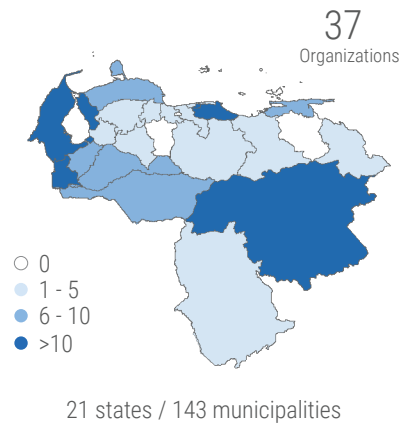 37
Organizations
0
1 - 5
6 - 10
>10
21 states / 143 municipalities